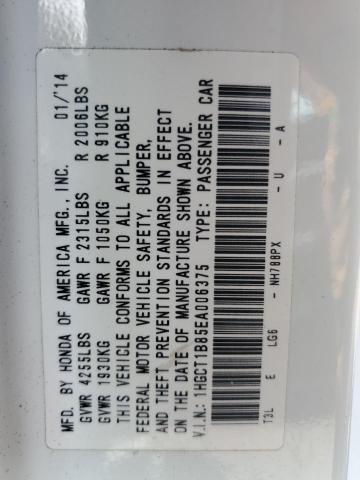 MFD. BY HONDA OF AMERICA MFG., INC. 01/'14
GVWR 4255LBS GAWR F 2315LBS R 2006LBS
GVWR 1930KG GAWR F 1050KG R 910KG
THIS VEHICLE CONFORMS TO ALL APPLICABLE
FEDERAL MOTOR VEHICLE SAFETY, BUMPER,
AND THEFT PREVENTION STANDARDS IN EFFECT
ON THE DATE OF MANUFACTURE SHOWN ABOVE.
V.I.N.: 1HGCT1B85EA006375 TYPE: PASSENGER CAR
T3L E LG6 - NH788PX - U - A